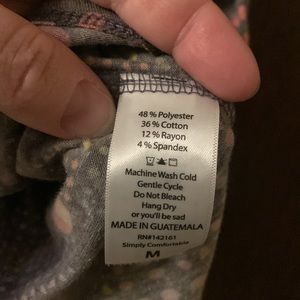 48 % Polyester
36 % Cotton
12 % Rayon
4 % Spandex
Machine Wash Cold
Gentle Cycle
Do Not Bleach
Hang Dry
or you'll be sad
MADE IN GUATEMALA
RN#142161
Simply Comfortable
M